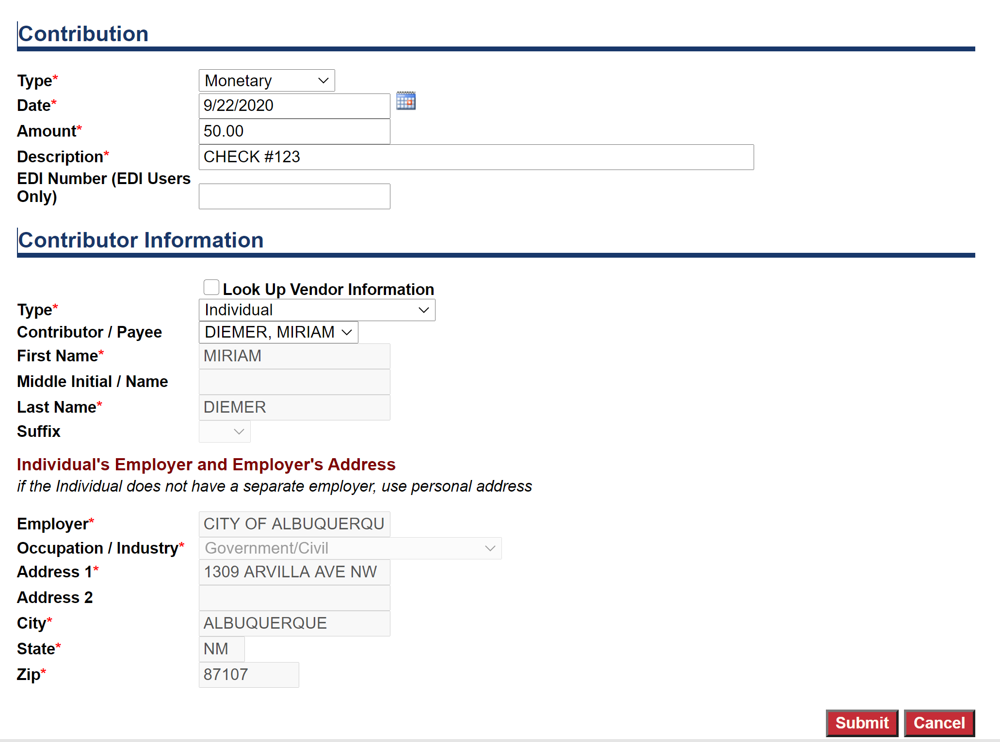 Contribution
Type* Monetary
Date* 9/22/2020
Amount* 50.00
Description* CHECK #123
EDI Number (EDI Users
Only)
Contributor Information
Look Up Vendor Information
Type* Individual
Contributor / Payee DIEMER, MIRIAM
First Name* MIRIAM
Middle Initial / Name
Last Name* DIEMER
Suffix
Individual's Employer and Employer's Address
if the Individual does not have a separate employer, use personal address
Employer* CITY OF ALBUQUERQU
Occupation / Industry* Government/Civil
Address 1* 1309 ARVILLA AVE NW
Address 2
City* ALBUQUERQUE
State* NM
Zip* 87107
Submit Cancel